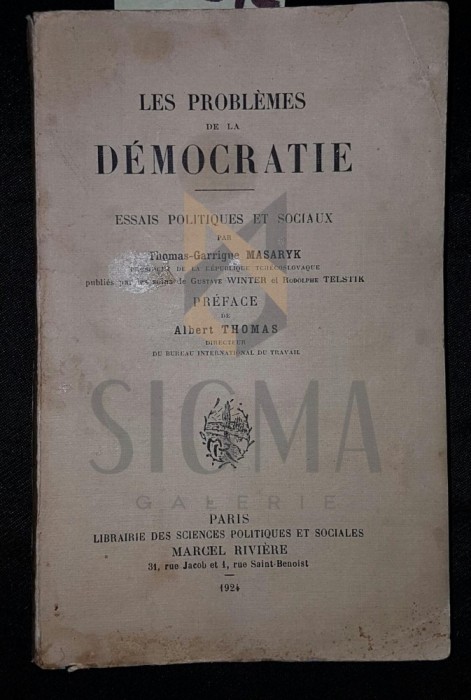 LES PROBLÈMES
DE LA
DÉMOCRATIE
ESSAIS POLITIQUES ET SOCIAUX
PAR
Thomas-Garrigue MASARYK
PRÉSIDENT DE LA RÉPUBLIQUE TCHÉCOSLOVAQUE
publiés par les soins de GUSTAVE WINTER et RODOLPHE TELSTIK
PRÉFACE
DE
Albert THOMAS
DIRECTEUR
DU BUREAU INTERNATIONAL DU TRAVAIL
SIGMA
GALERIE
PARIS
LIBRAIRIE DES SCIENCES POLITIQUES ET SOCIALES
MARCEL RIVIÈRE
31, rue Jacob et 1, rue Saint-Benoist
1924